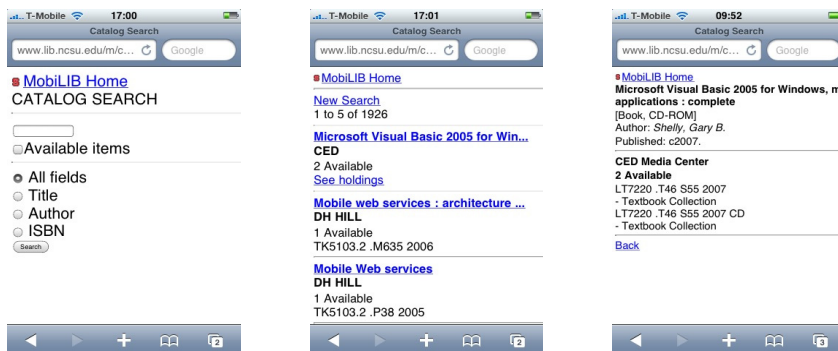 T-Mobile 17:00
Catalog Search
www.lib.ncsu.edu/m/c... Google
MobiLIB Home
CATALOG SEARCH
Available items
All fields
Title
Author
ISBN
Search
2
T-Mobile 17:01
Catalog Search
www.lib.ncsu.edu/m/c... Google
MobiLIB Home
New Search
1 to 5 of 1926
Microsoft Visual Basic 2005 for Win...
CED
2 Available
See holdings
Mobile web services : architecture ...
DH HILL
1 Available
TK5103.2 .M635 2006
Mobile Web services
DH HILL
1 Available
TK5103.2 .P38 2005
2
T-Mobile 09:52
Catalog Search
www.lib.ncsu.edu/m/c... Google
MobiLIB Home
Microsoft Visual Basic 2005 for Windows, m
applications : complete
[Book, CD-ROM]
Author: Shelly, Gary B.
Published: c2007.
CED Media Center
2 Available
LT7220 .T46 S55 2007
- Textbook Collection
LT7220 .T46 S55 2007 CD
- Textbook Collection
Back
3